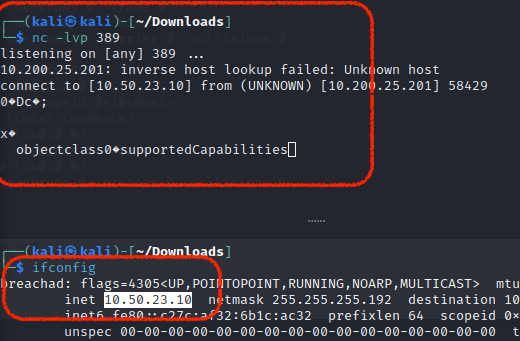 ┌──(kali㉿kali)-[~/Downloads]
└─$ nc -lvp 389
listening on [any] 389 ...
10.200.25.201: inverse host lookup failed: Unknown host
connect to [10.50.23.10] from (UNKNOWN) [10.200.25.201] 58429
0�Dc�;
x�
objectclass0�supportedCapabilities
┌──(kali㉿kali)-[~/Downloads]
└─$ ifconfig
breachad: flags=4305<UP,POINTOPOINT,RUNNING,NOARP,MULTICAST> mtu
inet 10.50.23.10 netmask 255.255.255.192 destination 10
inet6 fe80::c27c:af32:6b1c:ac32 prefixlen 64 scopeid 0×
unspec 00-00-00-00-00-00-00-00-00-00-00-00-00-00-00-00 t